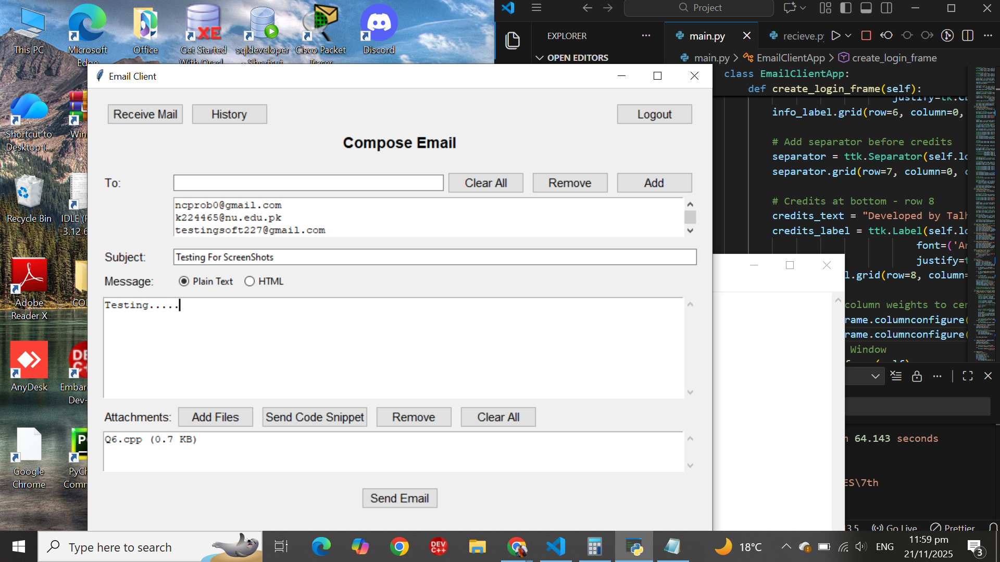 This PC
Microsoft
Edge
Office
Get Started
With Oracl...
sqldeveloper
- Shortcut
Cisco Packet
Tracer
Discord
Shortcut to
Desktop (...
Win
Recycle Bin
IDLE (P
3.12 6
Adobe
Reader X
CO
AnyDesk
Embar
Dev-
Google
Chrome
PyCh
Comm
Email Client
Receive Mail
History
Logout
Compose Email
To:
Clear All
Remove
Add
ncprob0@gmail.com
k224465@nu.edu.pk
testingsoft227@gmail.com
Subject:
Testing For ScreenShots
Message:
Plain Text
HTML
Testing.....
Attachments:
Add Files
Send Code Snippet
Remove
Clear All
Q6.cpp (0.7 KB)
Send Email
Project
EXPLORER
OPEN EDITORS
main.py
recieve.py
main.py > EmailClientApp > create_login_frame
class EmailClientApp:
def create_login_frame(self):
justify=tk.CE
info_label.grid(row=6, column=0,
# Add separator before credits
separator = ttk.Separator(self.lo
separator.grid(row=7, column=0, c
# Credits at bottom - row 8
credits_text = "Developed by Talh
credits_label = ttk.Label(self.lo
font=('Ar
justify=t
l.grid(row=8, column=
column weights to cen
rame.columnconfigure(
rame.columnconfigure(
Window
n 64.143 seconds
ES\7th
13.5
Go Live
Prettier
Type here to search
18°C
ENG
11:59 pm
21/11/2025
3